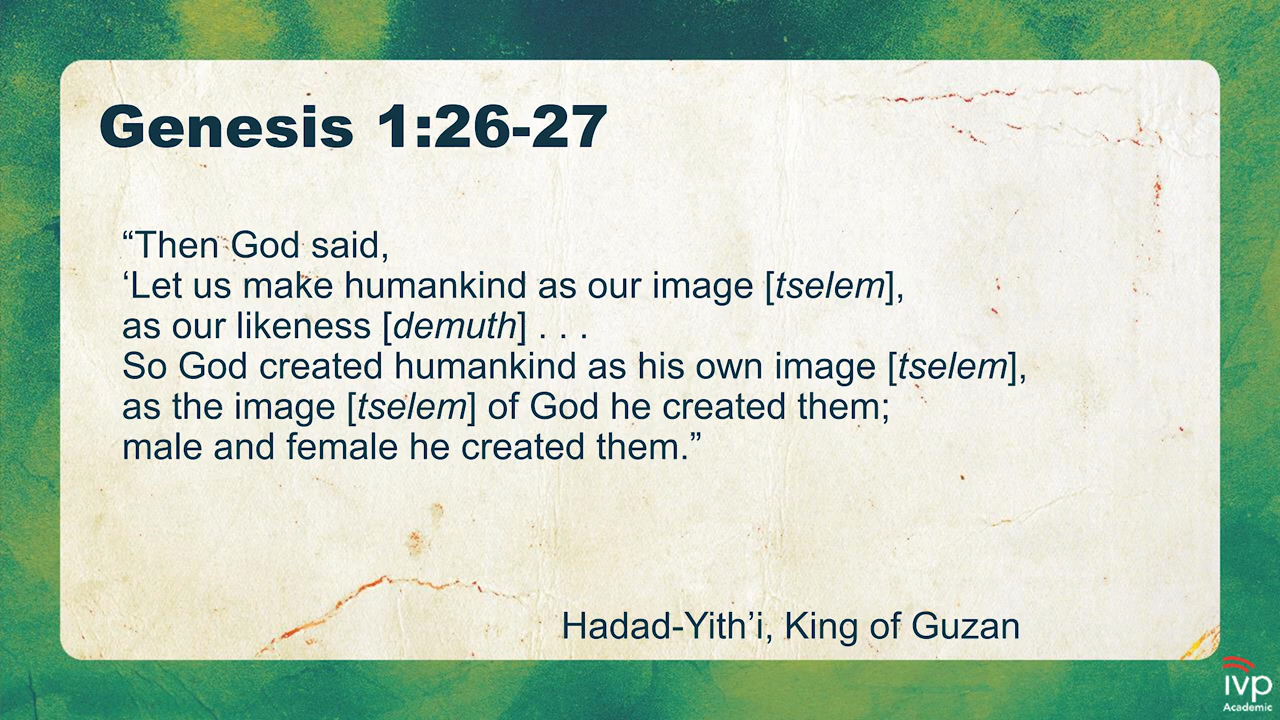 Genesis 1:26-27
“Then God said,
‘Let us make humankind as our image [tselem],
as our likeness [demuth] . . .
So God created humankind as his own image [tselem],
as the image [tselem] of God he created them;
male and female he created them.”
Hadad-Yith’i, King of Guzan
ivp
Academic